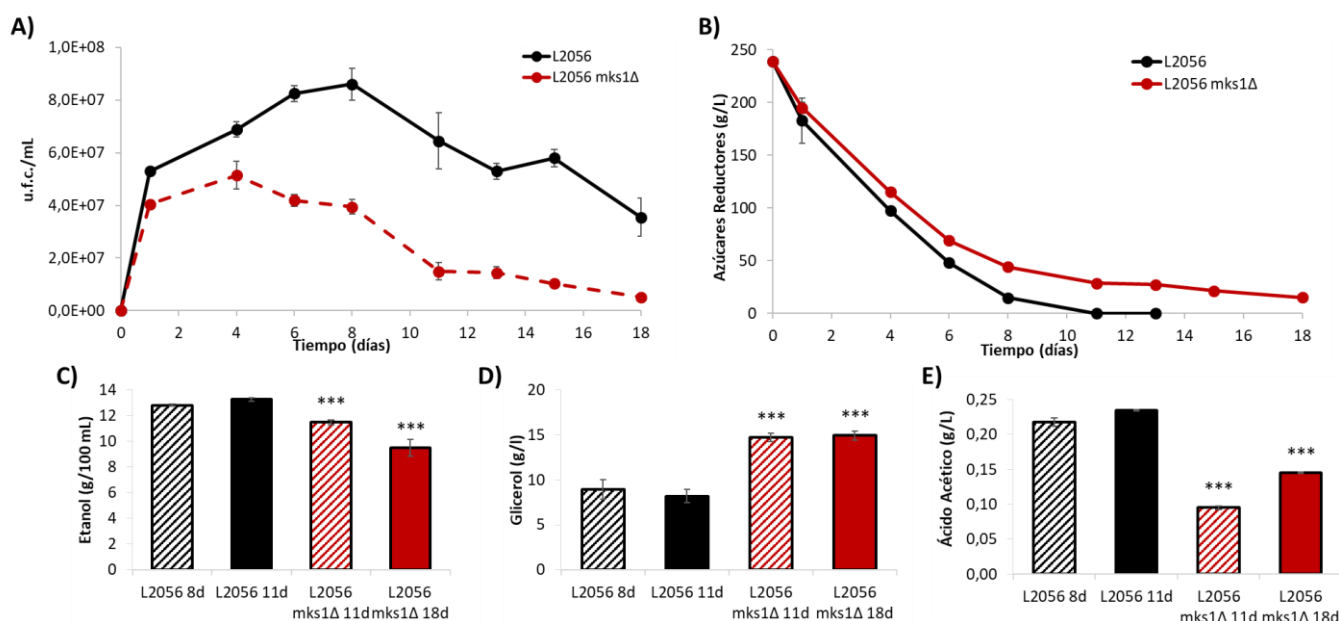 A)
u.f.c./mL
1,0E+08
8,0E+07
6,0E+07
4,0E+07
2,0E+07
0,0E+00
0 2 4 6 8 10 12 14 16 18
Tiempo (días)
L2056
L2056 mks1Δ
B)
Azúcares Reductores (g/L)
250
200
150
100
50
0
0 2 4 6 8 10 12 14 16 18
Tiempo (días)
L2056
L2056 mks1Δ
C)
Etanol (g/100 mL)
14
12
10
8
6
4
2
0
***
***
L2056 8d L2056 11d L2056 L2056
mks1Δ 11d mks1Δ 18d
D)
Glicerol (g/l)
20
15
10
5
0
*** ***
L2056 8d L2056 11d L2056 L2056
mks1Δ 11d mks1Δ 18d
E)
Ácido Acético (g/L)
0,25
0,20
0,15
0,10
0,05
0,00
***
***
L2056 8d L2056 11d L2056 L2056
mks1Δ 11d mks1Δ 18d